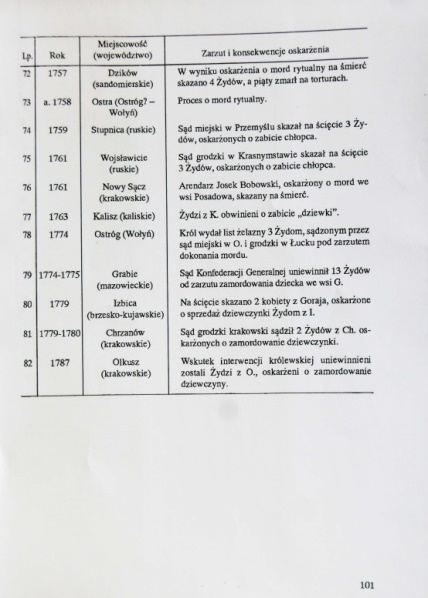 Lp. Rok Miejscowość (województwo) Zarzut i konsekwencje oskarżenia
72 1757 Dzików (sandomierskie) W wyniku oskarżenia o mord rytualny na śmierć
skazano 4 Żydów, a piąty zmarł na torturach.
73 a. 1758 Ostra (Ostróg? – Wołyń) Proces o mord rytualny.
74 1759 Stupnica (ruskie) Sąd miejski w Przemyślu skazał na ścięcie 3 Ży-
dów, oskarżonych o zabicie chłopca.
75 1761 Wojsławicie (ruskie) Sąd grodzki w Krasnymstawie skazał na ścięcie
3 Żydów, oskarżonych o zabicie chłopca.
76 1761 Nowy Sącz (krakowskie) Arendarz Josek Bobowski, oskarżony o mord we
wsi Posadowa, skazany na śmierć.
77 1763 Kalisz (kaliskie) Żydzi z K. obwinieni o zabicie „dziewki”.
78 1774 Ostróg (Wołyń) Król wydał list żelazny 3 Żydom, sądzonym przez
sąd miejski w O. i grodzki w Łucku pod zarzutem
dokonania mordu.
79 1774-1775 Grabie (mazowieckie) Sąd Konfederacji Generalnej uniewinnił 13 Żydów
od zarzutu zamordowania dziecka we wsi G.
80 1779 Izbica (brzesko-kujawskie) Na ścięcie skazano 2 kobiety z Goraja, oskarżone
o sprzedaż dziewczynki Żydom z I.
81 1779-1780 Chrzanów (krakowskie) Sąd grodzki krakowski sądził 2 Żydów z Ch. os-
karżonych o zamordowanie dziewczynki.
82 1787 Olkusz (krakowskie) Wskutek interwencji królewskiej uniewinnieni
zostali Żydzi z O., oskarżeni o zamordowanie
dziewczyny.
101